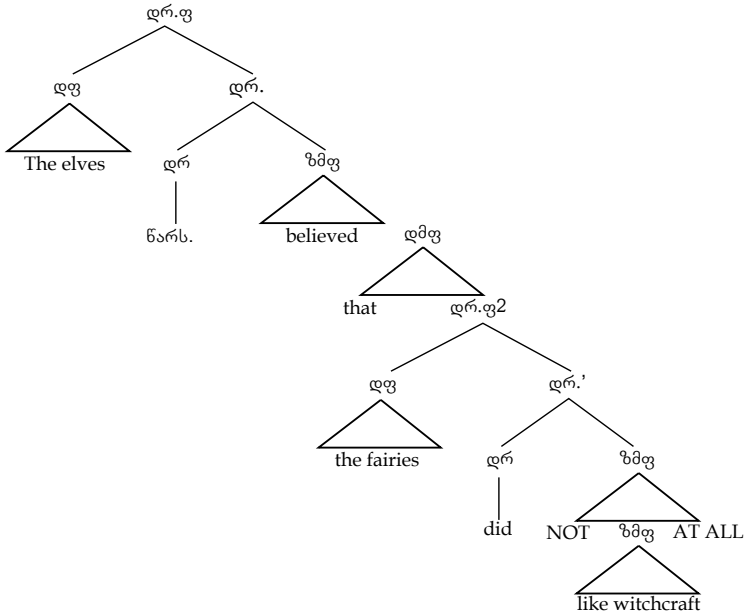 დრ.ფ
დფ დრ.
The elves დრ ზმფ
წარს. believed დმფ
that დრ.ფ2
დფ დრ.’
the fairies დრ ზმფ
did NOT ზმფ AT ALL
like witchcraft